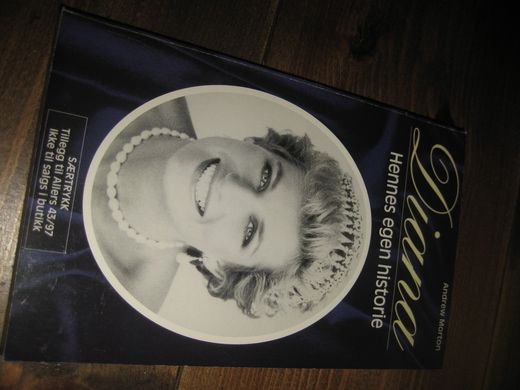 Andrew Morton
Diana
Hennes egen historie
SÆRTRYKK
Tillegg til Allers 43/97
Ikke til salgs i butikk